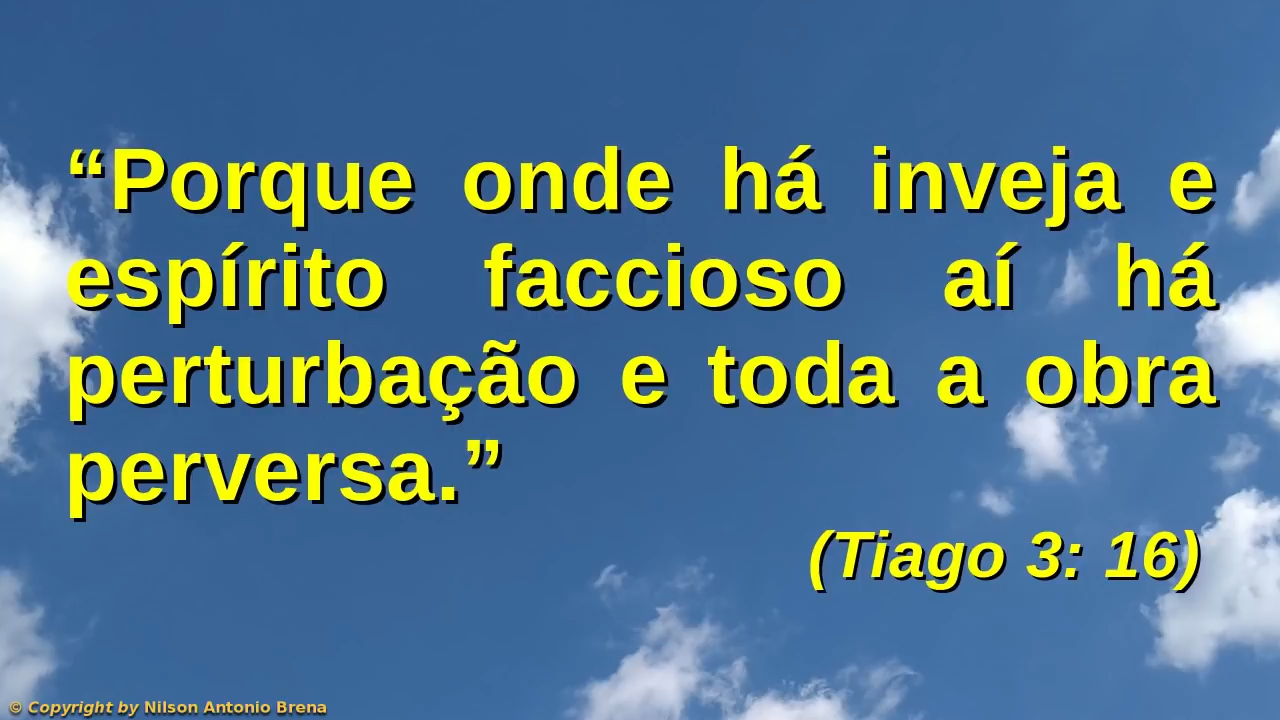 “Porque onde há inveja e
espírito faccioso aí há
perturbação e toda a obra
perversa.”
(Tiago 3: 16)
© Copyright by Nilson Antonio Brena